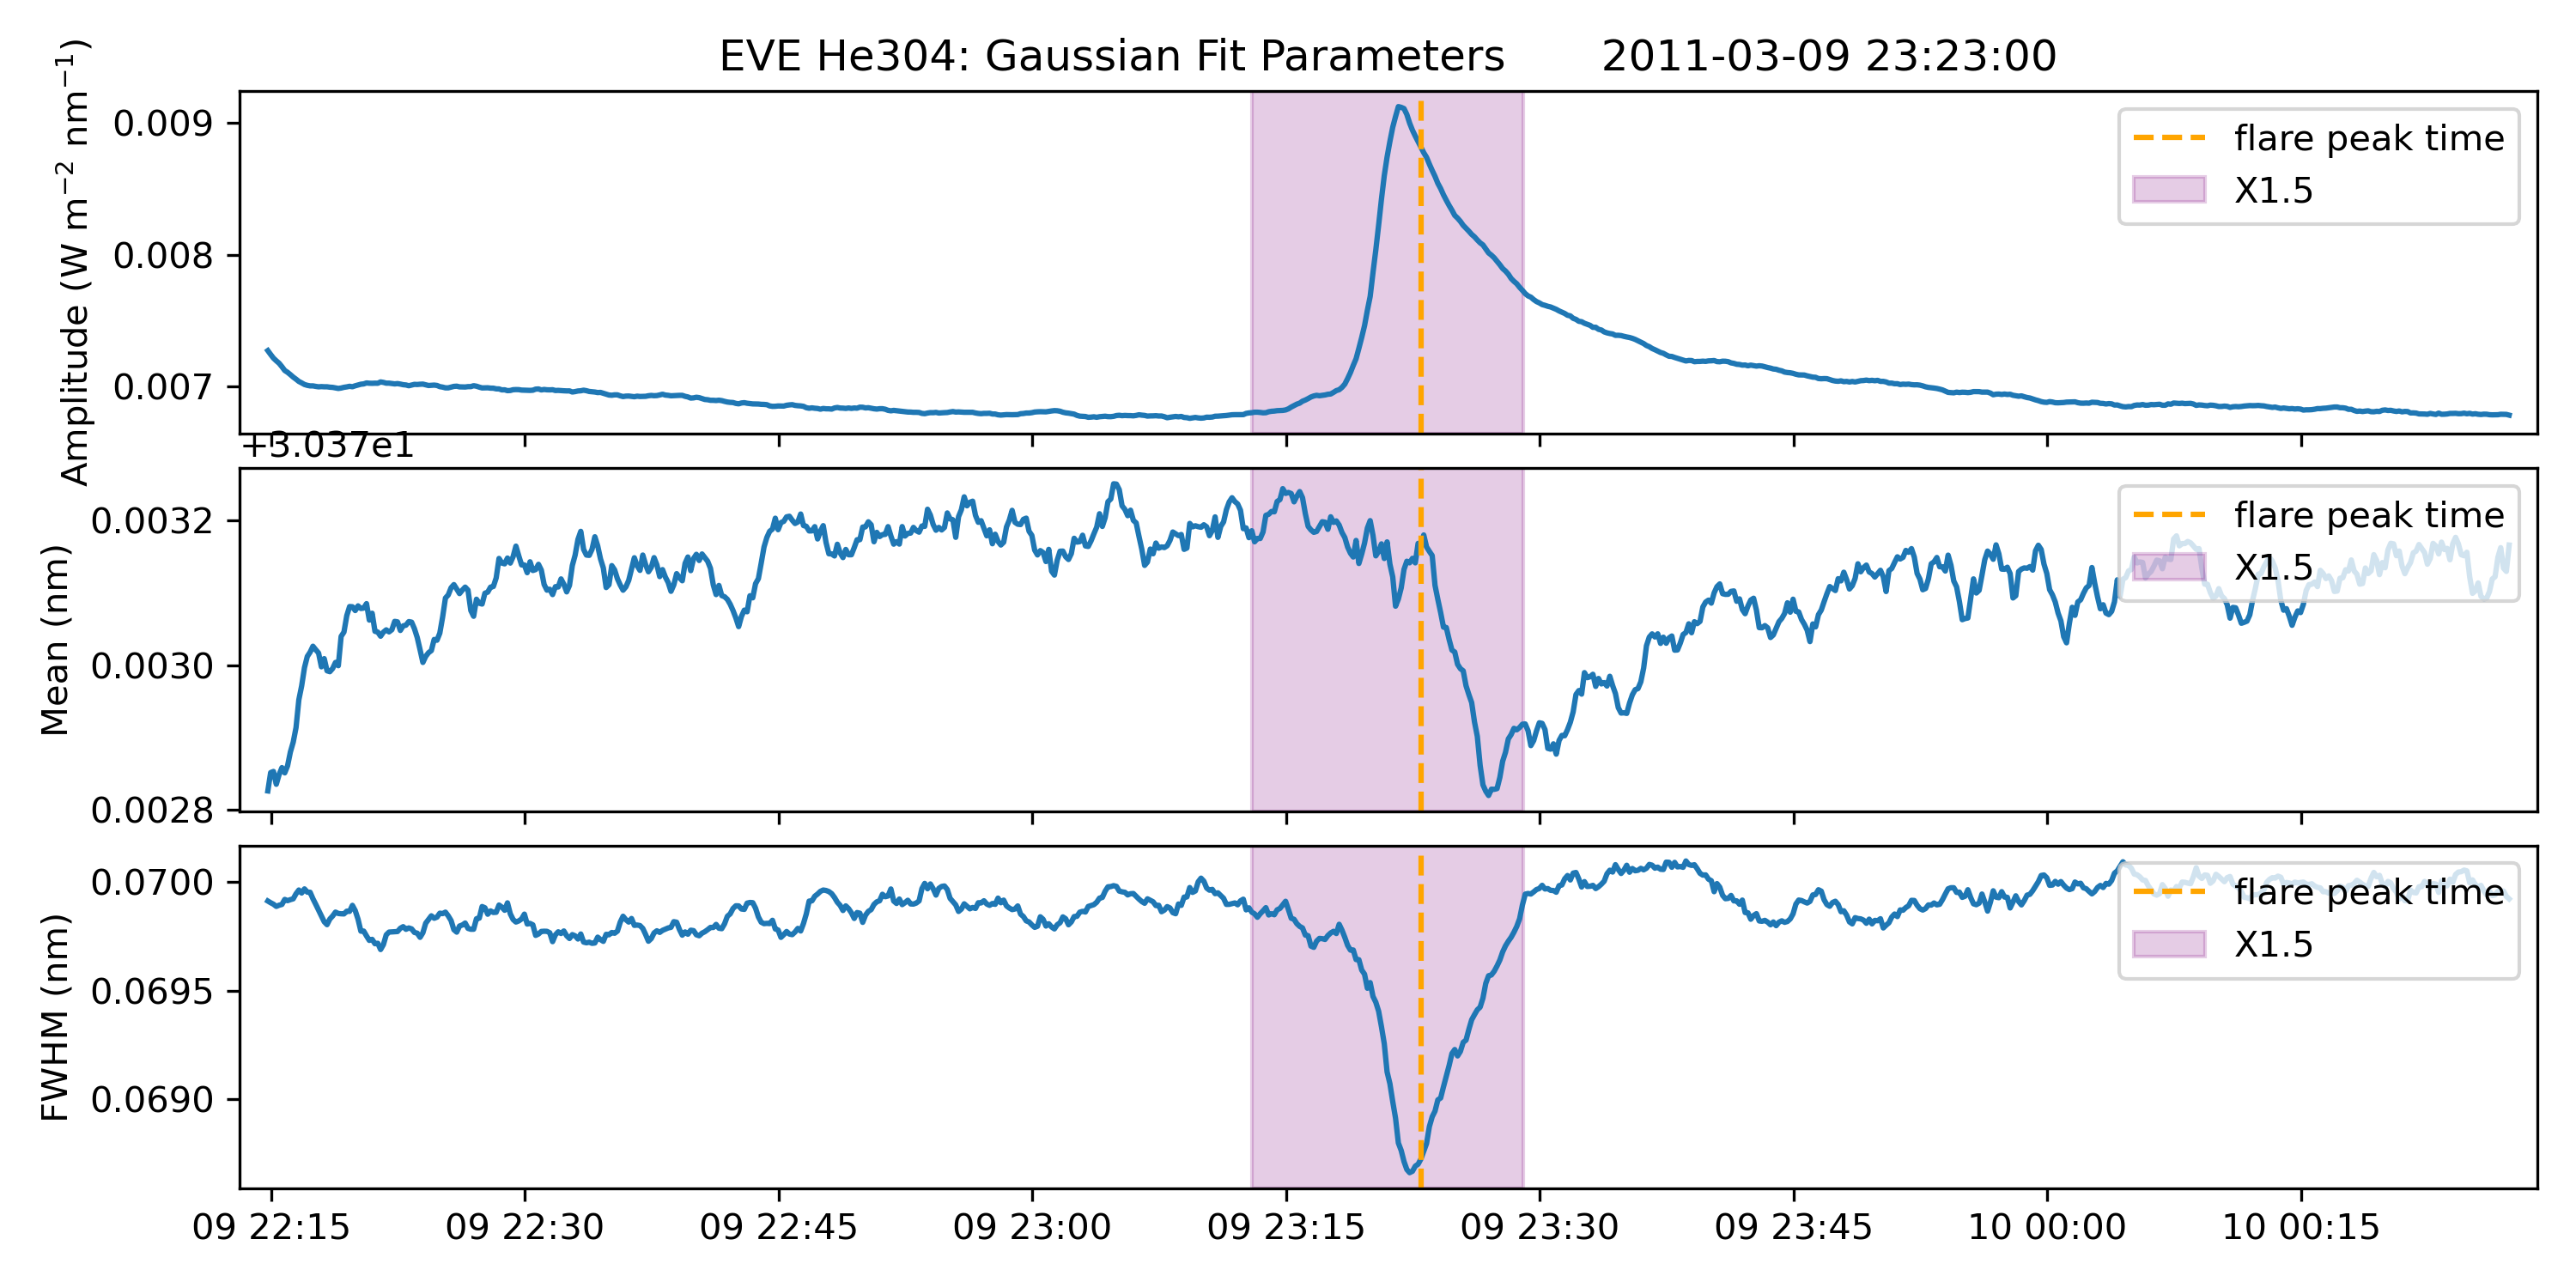 EVE He304: Gaussian Fit Parameters 2011-03-09 23:23:00
Amplitude (W m⁻² nm⁻¹)
0.009
0.008
0.007
flare peak time
X1.5
+3.037e1
Mean (nm)
0.0032
0.0030
0.0028
flare peak time
X1.5
FWHM (nm)
0.0700
0.0695
0.0690
flare peak time
X1.5
09 22:15 09 22:30 09 22:45 09 23:00 09 23:15 09 23:30 09 23:45 10 00:00 10 00:15